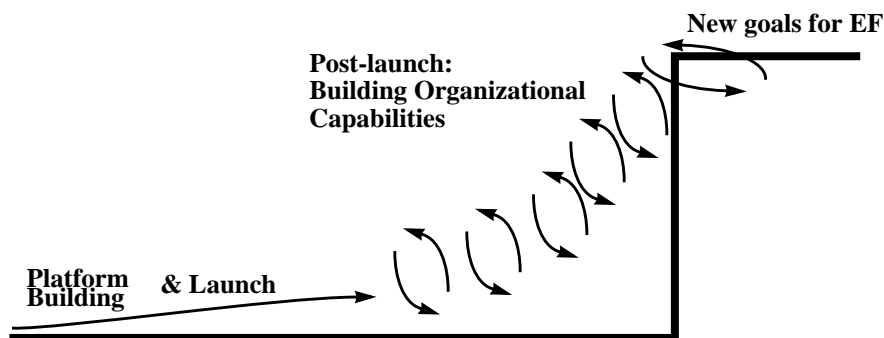 New goals for EF
Post-launch:
Building Organizational
Capabilities
Platform & Launch
Building